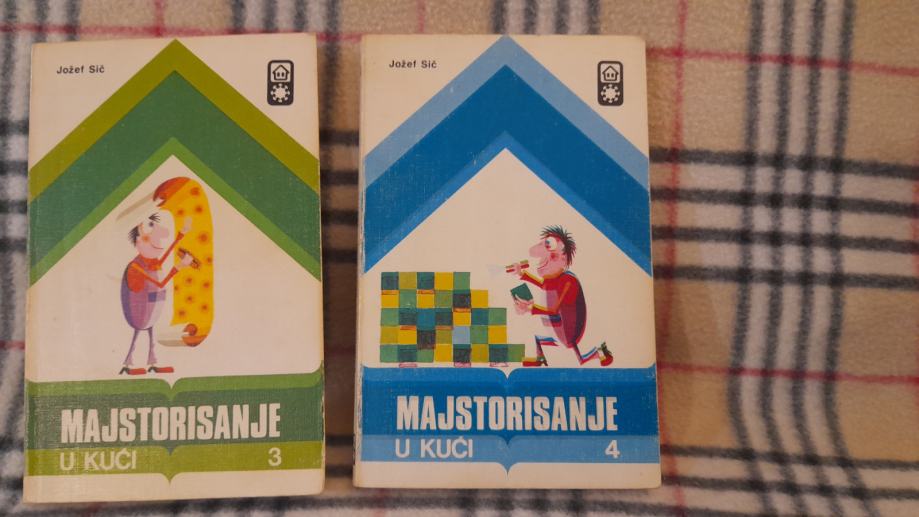 Jožef Sič
MAJSTORISANJE
U KUĆI 3
Jožef Sič
MAJSTORISANJE
U KUĆI 4